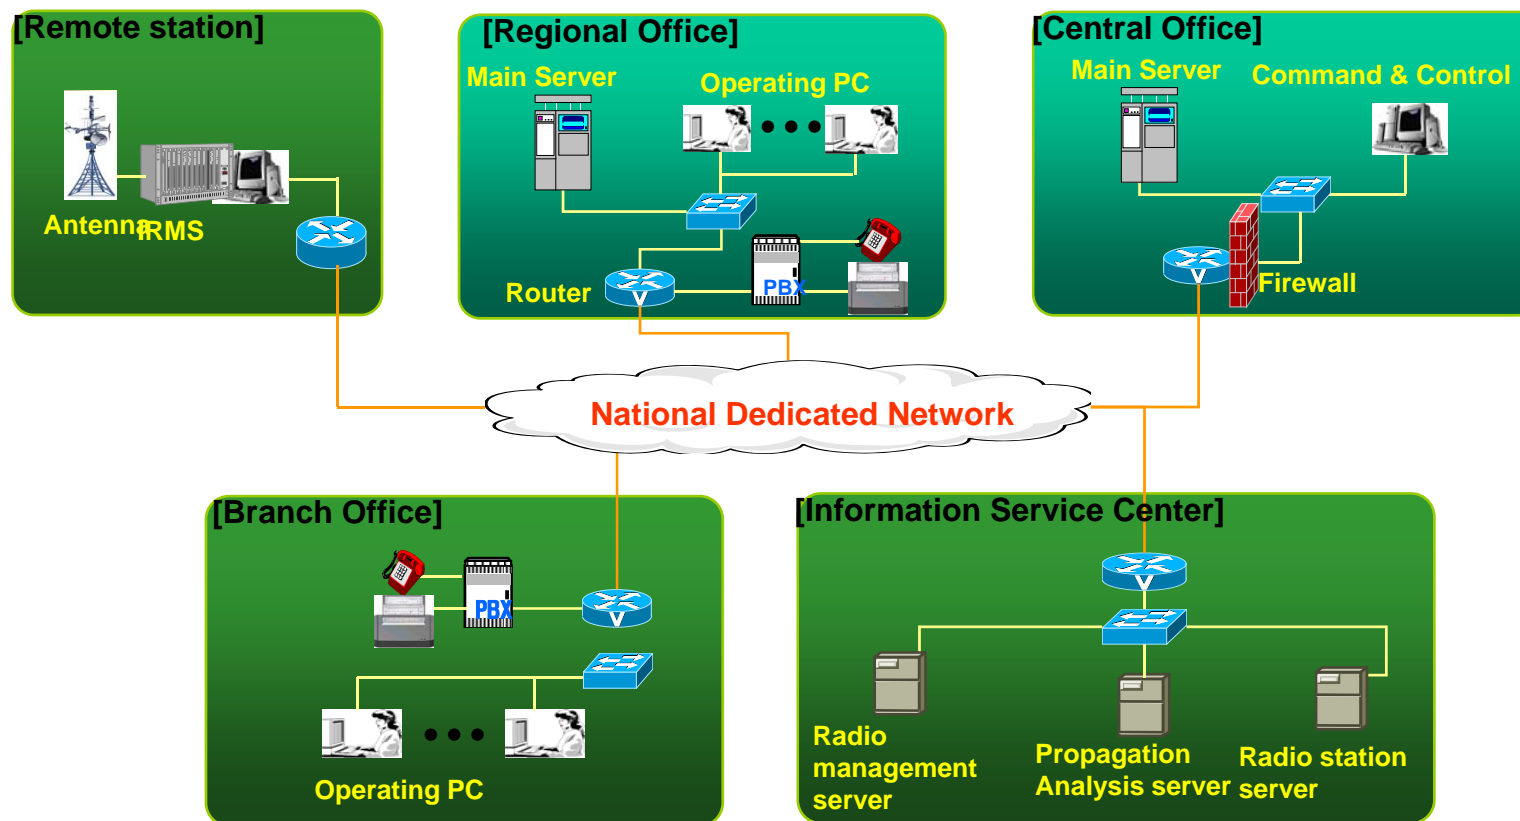 [Remote station]
Antenna
IRMS
[Regional Office]
Main Server
Operating PC
Router
V
PBX
[Central Office]
Main Server
Command & Control
V
Firewall
National Dedicated Network
[Branch Office]
PBX
V
Operating PC
[Information Service Center]
V
Radio
management
server
Propagation
Analysis server
Radio station
server